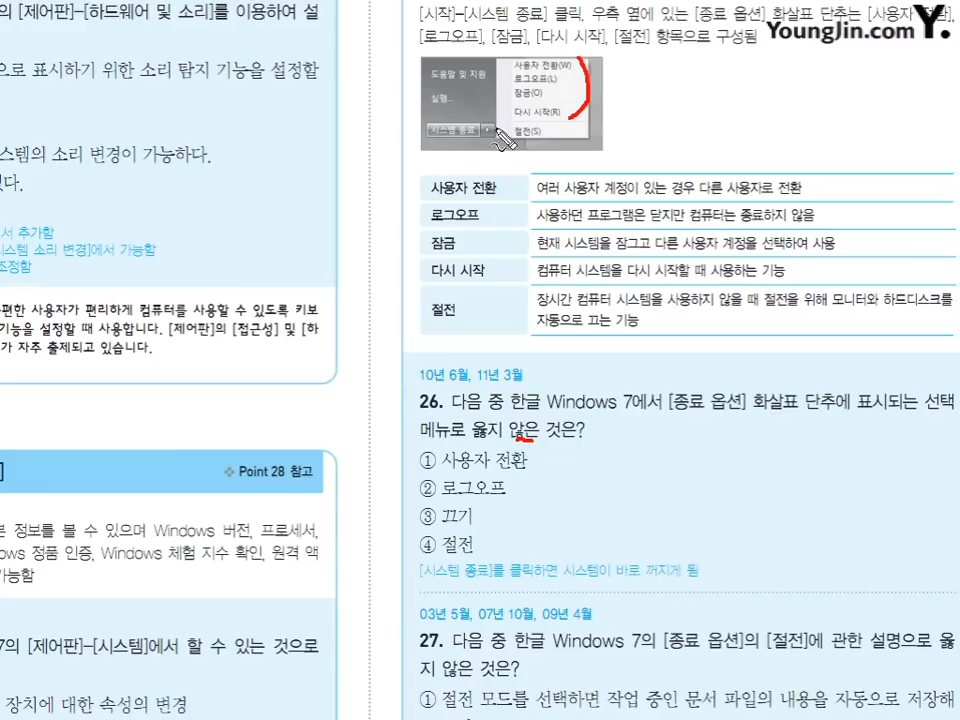 의 [제어판]-[하드웨어 및 소리]를 이용하여 설
으로 표시하기 위한 소리 탐지 기능을 설정할
스템의 소리 변경이 가능하다.
있다.
서 추가함
시스템 소리 변경]에서 가능함
조정함
편한 사용자가 편리하게 컴퓨터를 사용할 수 있도록 키보
기능을 설정할 때 사용합니다. [제어판]의 [접근성] 및 [하
가 자주 출제되고 있습니다.
]
❖ Point 28 참고
본 정보를 볼 수 있으며 Windows 버전, 프로세서,
ows 정품 인증, Windows 체험 지수 확인, 원격 액
가능함
7의 [제어판]-[시스템]에서 할 수 있는 것으로
장치에 대한 속성의 변경
[시작]-[시스템 종료] 클릭, 우측 옆에 있는 [종료 옵션] 화살표 단추는 [사용자 전환],
[로그오프], [잠금], [다시 시작], [절전] 항목으로 구성됨
YoungJin.com Y.
도움말 및 지원
실행...
시스템 종료
사용자 전환(W)
로그오프(L)
잠금(O)
다시 시작(R)
절전(S)
사용자 전환 여러 사용자 계정이 있는 경우 다른 사용자로 전환
로그오프 사용하던 프로그램은 닫지만 컴퓨터는 종료하지 않음
잠금 현재 시스템을 잠그고 다른 사용자 계정을 선택하여 사용
다시 시작 컴퓨터 시스템을 다시 시작할 때 사용하는 기능
절전 장시간 컴퓨터 시스템을 사용하지 않을 때 절전을 위해 모니터와 하드디스크를
자동으로 끄는 기능
10년 6월, 11년 3월
26. 다음 중 한글 Windows 7에서 [종료 옵션] 화살표 단추에 표시되는 선택
메뉴로 옳지 않은 것은?
① 사용자 전환
② 로그오프
③ 끄기
④ 절전
[시스템 종료]를 클릭하면 시스템이 바로 꺼지게 됨
03년 5월, 07년 10월, 09년 4월
27. 다음 중 한글 Windows 7의 [종료 옵션]의 [절전]에 관한 설명으로 옳
지 않은 것은?
① 절전 모드를 선택하면 작업 중인 문서 파일의 내용을 자동으로 저장해